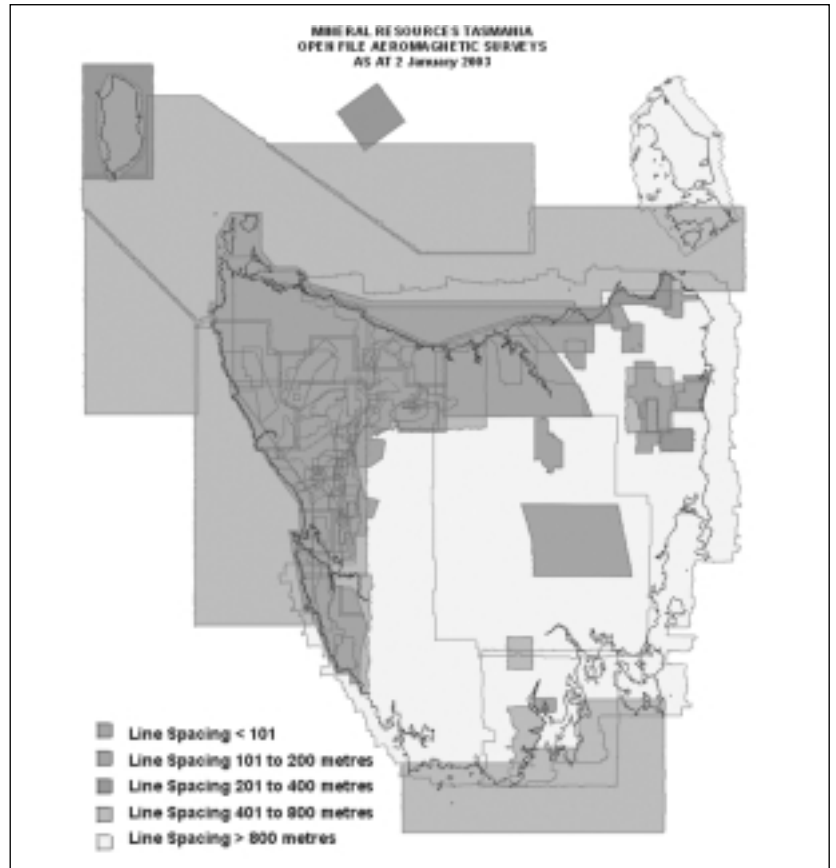 MINERAL RESOURCES TASMANIA
OPEN FILE AEROMAGNETIC SURVEYS
AS AT 2 January 2003
Line Spacing < 101
Line Spacing 101 to 200 metres
Line Spacing 201 to 400 metres
Line Spacing 401 to 800 metres
Line Spacing > 800 metres